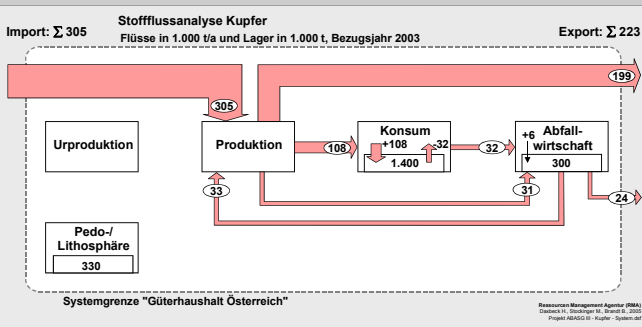 Stoffflussanalyse Kupfer
Import: Σ 305
Flüsse in 1.000 t/a und Lager in 1.000 t, Bezugsjahr 2003
Export: Σ 223
199
305
Urproduktion
Produktion
108
Konsum
+108
-32
1.400
32
+6
Abfall-
wirtschaft
300
33
31
24
Pedo-/
Lithosphäre
330
Systemgrenze "Güterhaushalt Österreich"
Ressourcen Management Agentur (RMA)
Daxbeck H., Stockinger M., Brandt B., 2003
Projekt ABASG III - Kupfer - System.dsf